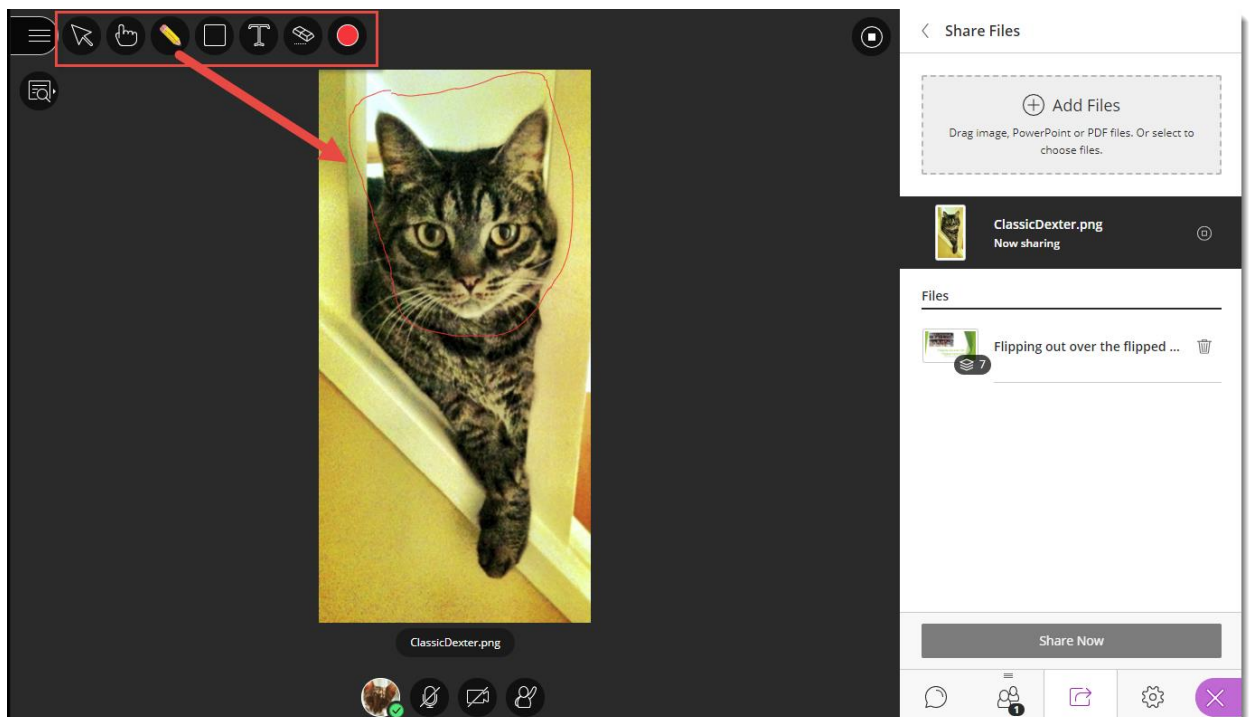 T
Share Files
Add Files
Drag image, PowerPoint or PDF files. Or select to
choose files.
ClassicDexter.png
Now sharing
Files
Flipping out over the flipped ...
7
ClassicDexter.png
Share Now
1